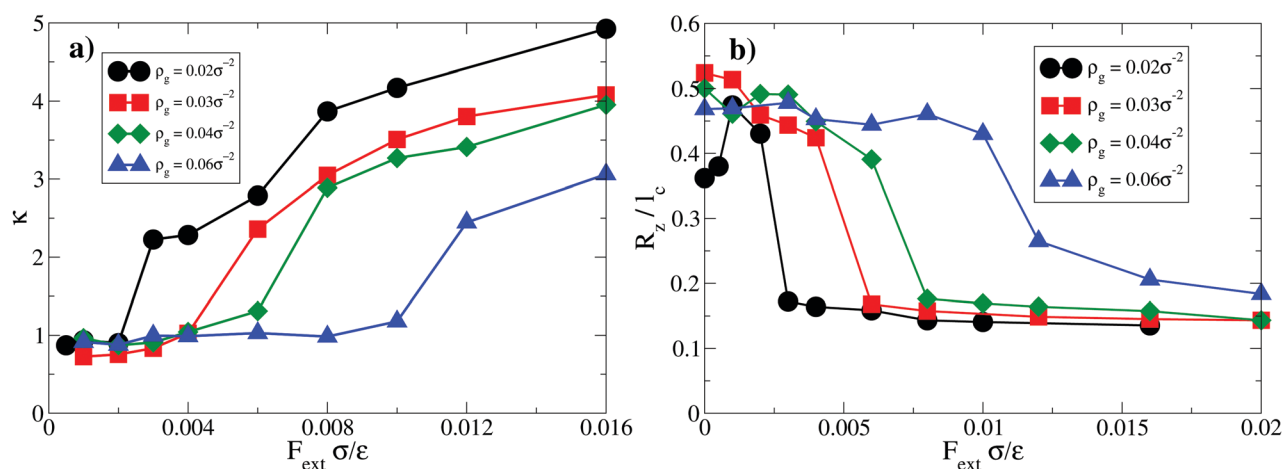 a)
ρg = 0.02σ-2
ρg = 0.03σ-2
ρg = 0.04σ-2
ρg = 0.06σ-2
κ
5
4
3
2
1
0
0 0.004 0.008 0.012 0.016
Fext σ/ε
b)
ρg = 0.02σ-2
ρg = 0.03σ-2
ρg = 0.04σ-2
ρg = 0.06σ-2
Rz / lc
0.6
0.5
0.4
0.3
0.2
0.1
0
0 0.005 0.01 0.015 0.02
Fext σ/ε